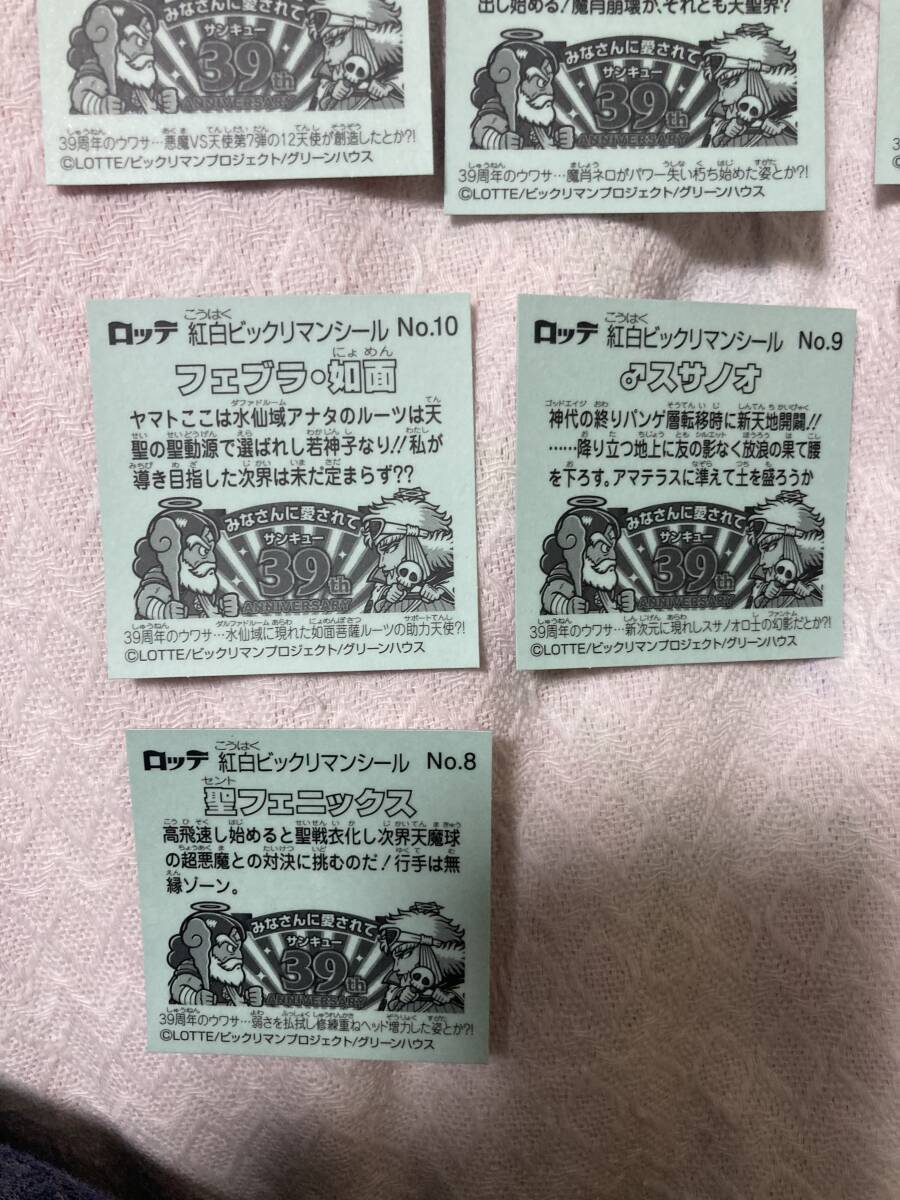 みなさんに愛されて
サンキュー
39th
ANNIVERSARY
39周年のウワサ…悪魔VS天使第7弾の12天使が創造したとか?!
©LOTTE/ビックリマンプロジェクト/グリーンハウス
出し始める!魔肖崩壊か、それとも天聖界?
みなさんに愛されて
サンキュー
39th
ANNIVERSARY
39周年のウワサ…魔肖ネロがパワー失い朽ち始めた姿とか?!
©LOTTE/ビックリマンプロジェクト/グリーンハウス
ロッテ 紅白ビックリマンシール No.10
フェブラ・如面
ヤマトここは水仙域アナタのルーツは天
聖の聖動源で選ばれし若神子なり!!私が
導き目指した次界は未だ定まらず??
みなさんに愛されて
サンキュー
39th
ANNIVERSARY
39周年のウワサ…水仙域に現れた如面菩薩ルーツの助力天使?!
©LOTTE/ビックリマンプロジェクト/グリーンハウス
ロッテ 紅白ビックリマンシール No.9
♂スサノオ
神代の終りパンゲ層転移時に新天地開闢!!
……降り立つ地上に友の影なく放浪の果て腰
を下ろす。アマテラスに準えて土を盛ろうか
みなさんに愛されて
サンキュー
39th
ANNIVERSARY
39周年のウワサ…新次元に現れしスサノオロ士の幻影だとか?!
©LOTTE/ビックリマンプロジェクト/グリーンハウス
ロッテ 紅白ビックリマンシール No.8
聖フェニックス
高飛速し始めると聖戦衣化し次界天魔球
の超悪魔との対決に挑むのだ!行手は無
縁ゾーン。
みなさんに愛されて
サンキュー
39th
ANNIVERSARY
39周年のウワサ…弱さを払拭し修練重ねヘッド増力した姿とか?!
©LOTTE/ビックリマンプロジェクト/グリーンハウス